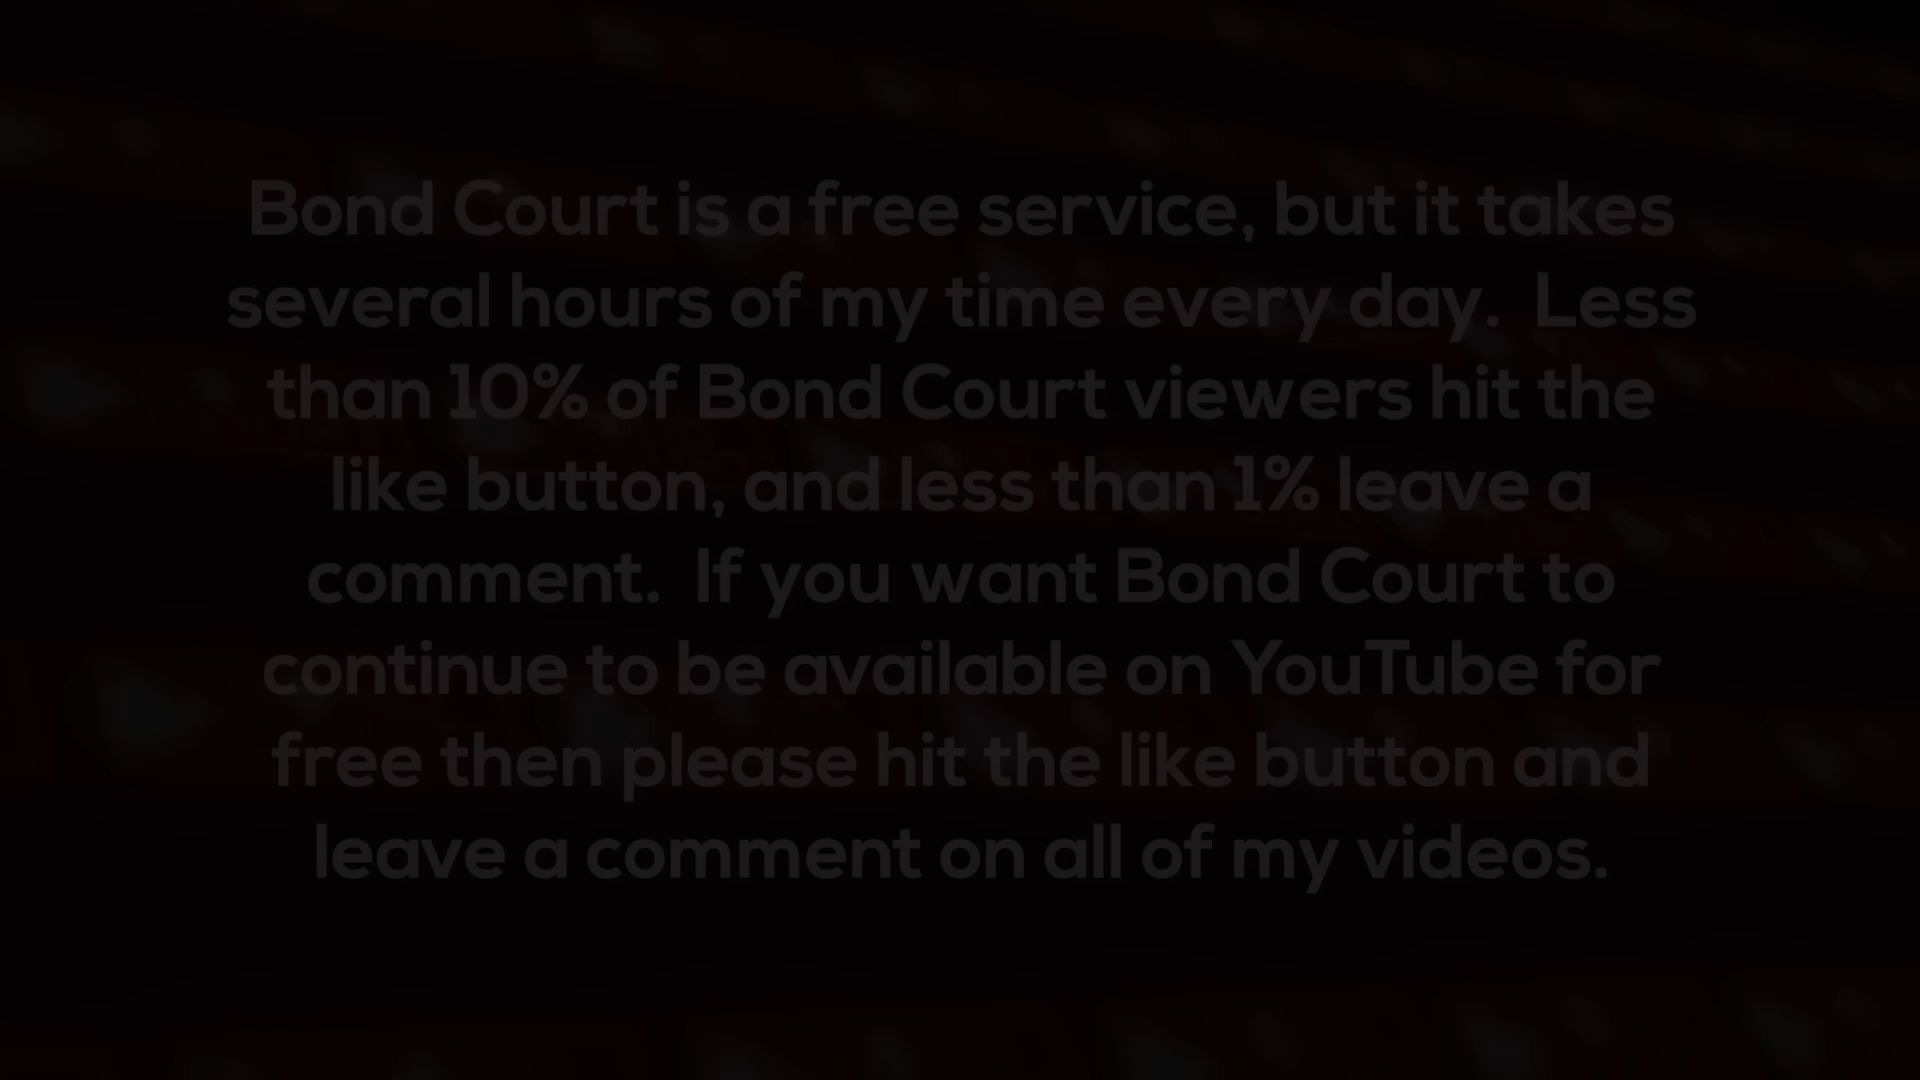 Bond Court is a free service, but it takes
several hours of my time every day.  Less
than 10% of Bond Court viewers hit the
like button, and less than 1% leave a
comment.  If you want Bond Court to
continue to be available on YouTube for
free then please hit the like button and
leave a comment on all of my videos.